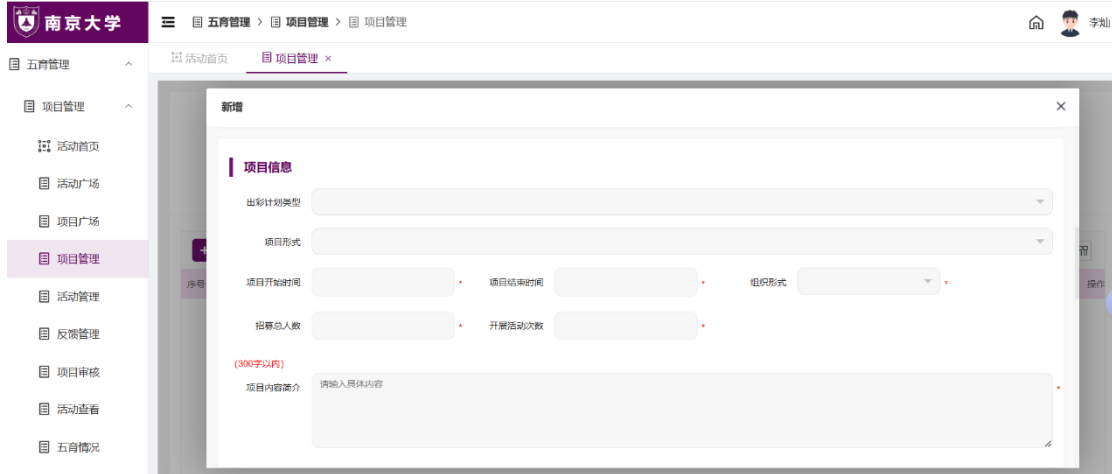 南京大学
五育管理 > 项目管理 > 项目管理
李灿
五育管理
活动首页 项目管理 ×
项目管理
活动首页
活动广场
项目广场
项目管理
活动管理
反馈管理
项目审核
活动查看
五育情况
新增 ×
项目信息
出彩计划类型
项目形式
项目开始时间 * 项目结束时间 * 组织形式 *
招募总人数 * 开展活动次数 *
(300字以内)
项目内容简介 请输入具体内容 *
+
序号 操作